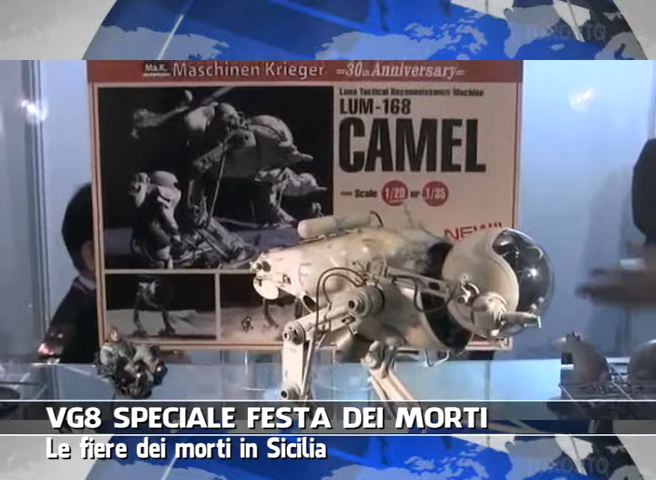 Ma.K. Maschinen Krieger =30th Anniversary=
Luna Tactical Reconnaissance Machine
LUM-168
CAMEL
Scale 1/20 or 1/35
NEW!!
VG8 SPECIALE FESTA DEI MORTI
Le fiere dei morti in Sicilia